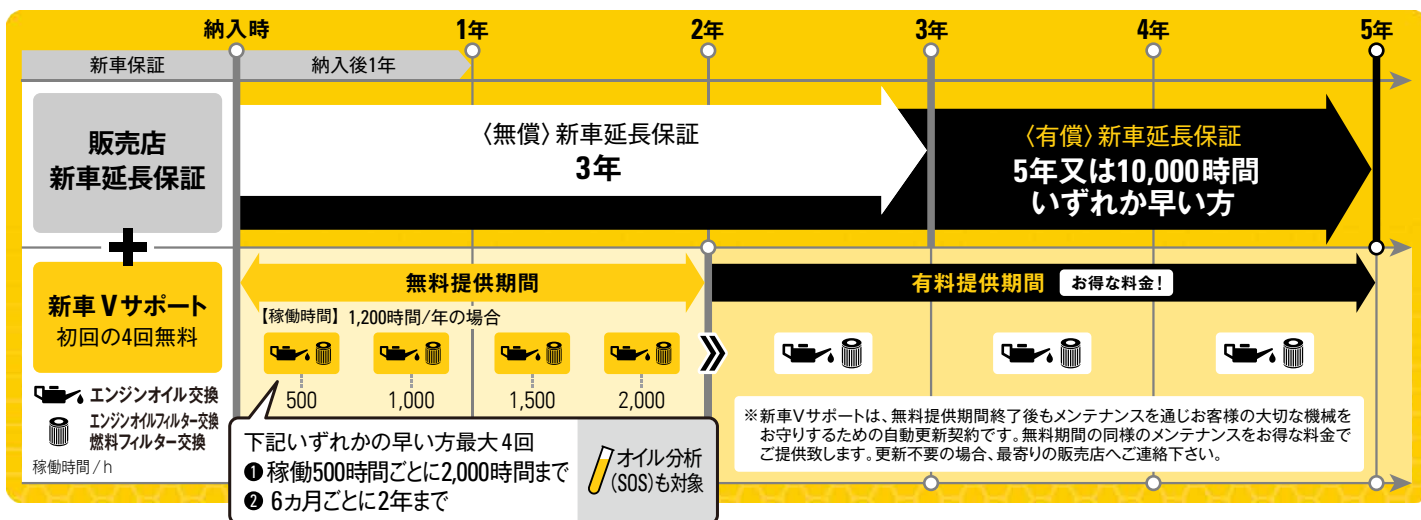 納入時
1年
2年
3年
4年
5年
新車保証
納入後1年
販売店
新車延長保証
〈無償〉新車延長保証
3年
〈有償〉新車延長保証
5年又は10,000時間
いずれか早い方
新車Vサポート
初回の4回無料
無料提供期間
有料提供期間
お得な料金!
【稼働時間】1,200時間/年の場合
エンジンオイル交換
エンジンオイルフィルター交換
燃料フィルター交換
稼働時間/h
500
1,000
1,500
2,000
下記いずれかの早い方最大4回
❶稼働500時間ごとに2,000時間まで
❷ 6ヵ月ごとに2年まで
オイル分析
(SOS)も対象
※新車Vサポートは、無料提供期間終了後もメンテナンスを通じお客様の大切な機械を
お守りするための自動更新契約です。無料期間の同様のメンテナンスをお得な料金で
ご提供致します。更新不要の場合、最寄りの販売店へご連絡下さい。